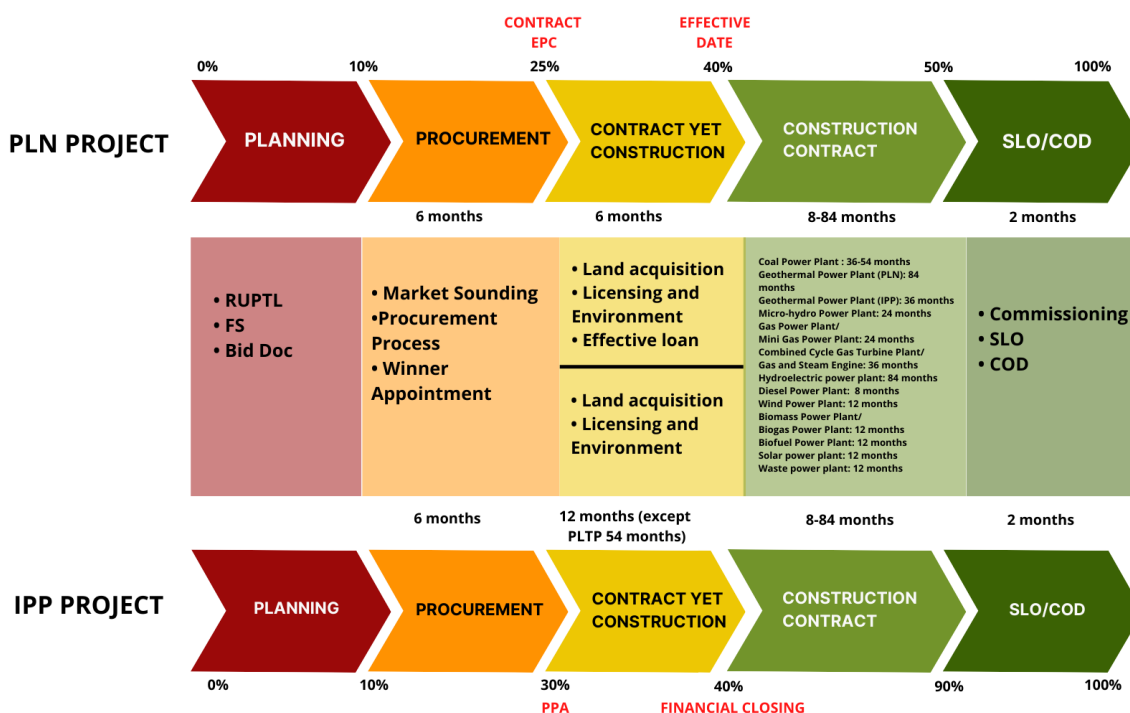 CONTRACT
EPC
EFFECTIVE
DATE
0%
10%
25%
40%
50%
100%
PLN PROJECT
PLANNING
PROCUREMENT
CONTRACT YET
CONSTRUCTION
CONSTRUCTION
CONTRACT
SLO/COD
6 months
6 months
8-84 months
2 months
• RUPTL
• FS
• Bid Doc
• Market Sounding
•Procurement
Process
• Winner
Appointment
• Land acquisition
• Licensing and
Environment
• Effective loan
• Land acquisition
• Licensing and
Environment
Coal Power Plant : 36-54 months
Geothermal Power Plant (PLN): 84
months
Geothermal Power Plant (IPP): 36 months
Micro-hydro Power Plant: 24 months
Gas Power Plant/
Mini Gas Power Plant: 24 months
Combined Cycle Gas Turbine Plant/
Gas and Steam Engine: 36 months
Hydroelectric power plant: 84 months
Diesel Power Plant:  8 months
Wind Power Plant: 12 months
Biomass Power Plant/
Biogas Power Plant: 12 months
Biofuel Power Plant: 12 months
Solar power plant: 12 months
Waste power plant: 12 months
• Commissioning
• SLO
• COD
6 months
12 months (except
PLTP 54 months)
8-84 months
2 months
IPP PROJECT
PLANNING
PROCUREMENT
CONTRACT YET
CONSTRUCTION
CONSTRUCTION
CONTRACT
SLO/COD
0%
10%
30%
40%
90%
100%
PPA
FINANCIAL CLOSING